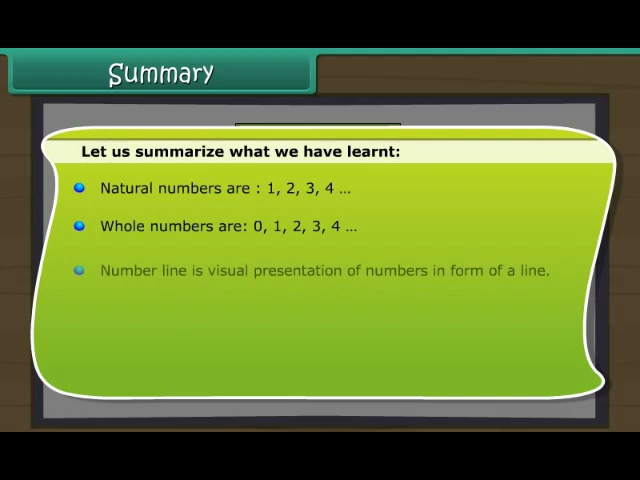 Summary
Let us summarize what we have learnt:
Natural numbers are : 1, 2, 3, 4 ...
Whole numbers are: 0, 1, 2, 3, 4 ...
Number line is visual presentation of numbers in form of a line.